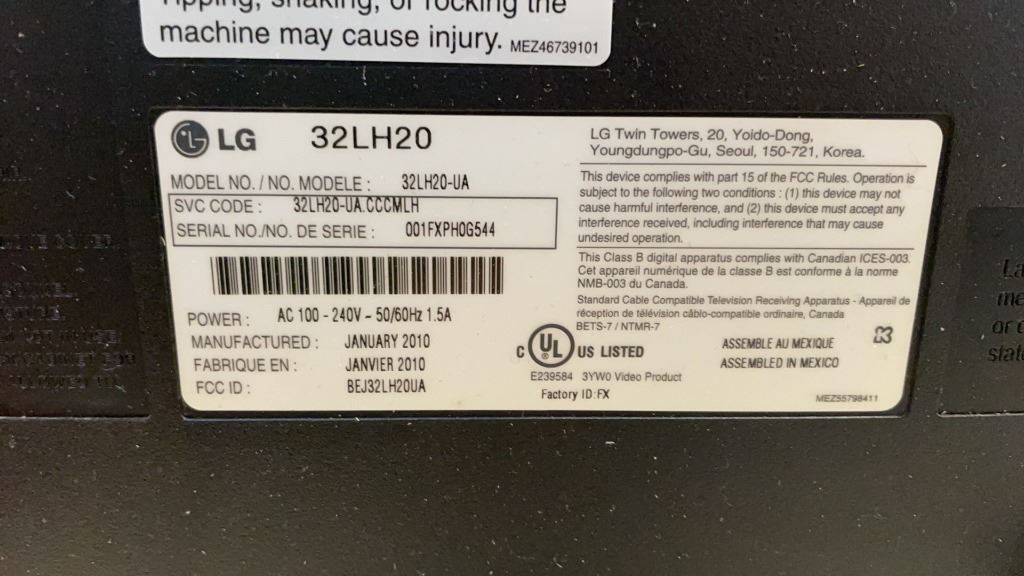 Tipping, shaking, or rocking the
machine may cause injury. MEZ46739101
LG 32LH20
MODEL NO. / NO. MODELE : 32LH20-UA
SVC CODE : 32LH20-UA.CCCMLH
SERIAL NO./NO. DE SERIE : 001FXPH0G544
POWER : AC 100 - 240V ~ 50/60Hz 1.5A
MANUFACTURED : JANUARY 2010
FABRIQUE EN : JANVIER 2010
FCC ID : BEJ32LH20UA
LG Twin Towers, 20, Yoido-Dong,
Youngdungpo-Gu, Seoul, 150-721, Korea.
This device complies with part 15 of the FCC Rules. Operation is
subject to the following two conditions : (1) this device may not
cause harmful interference, and (2) this device must accept any
interference received, including interference that may cause
undesired operation.
This Class B digital apparatus complies with Canadian ICES-003.
Cet appareil numérique de la classe B est conforme à la norme
NMB-003 du Canada.
Standard Cable Compatible Television Receiving Apparatus - Appareil de
réception de télévision câblo-compatible ordinaire, Canada
BETS-7 / NTMR-7
C UL US LISTED
E239584 3YW0 Video Product
Factory ID:FX
ASSEMBLE AU MEXIQUE
ASSEMBLED IN MEXICO
MEZ55798411